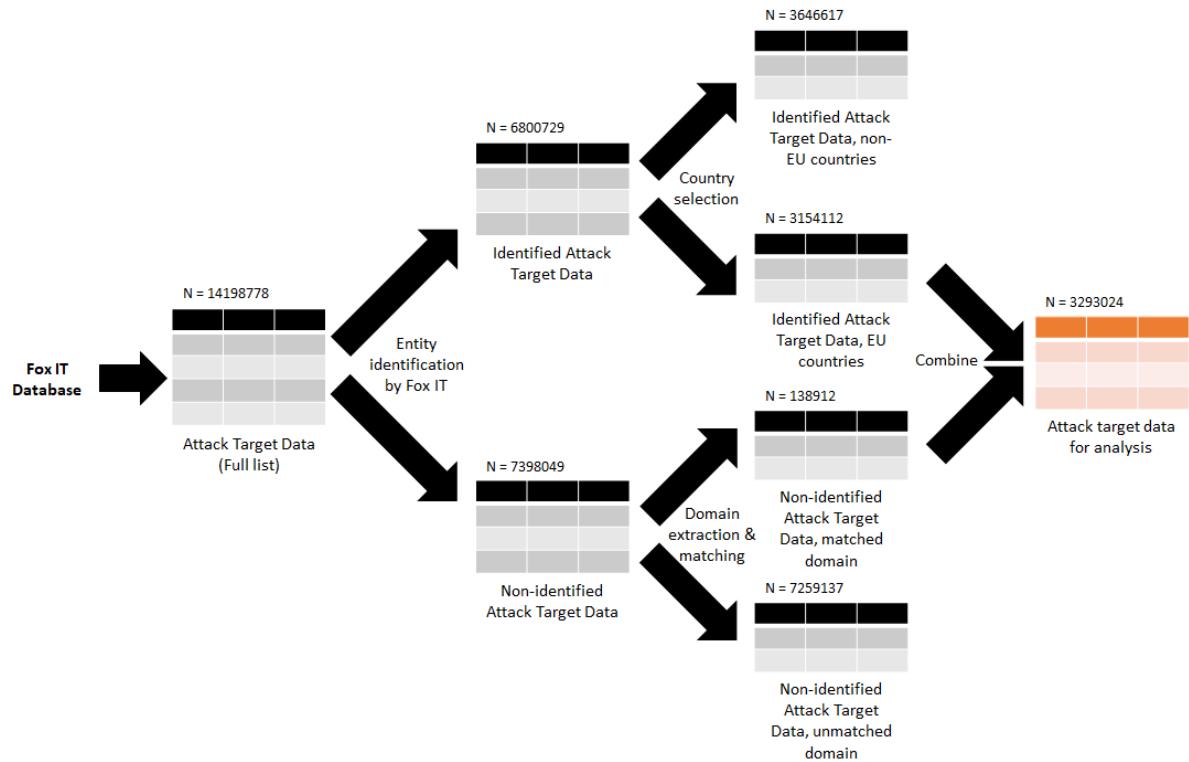 Fox IT
Database
N = 14198778
Attack Target Data
(Full list)
Entity
identification
by Fox IT
N = 6800729
Identified Attack
Target Data
N = 7398049
Non-identified
Attack Target Data
Country
selection
Domain
extraction &
matching
N = 3646617
Identified Attack
Target Data, non-
EU countries
N = 3154112
Identified Attack
Target Data, EU
countries
N = 138912
Non-identified
Attack Target
Data, matched
domain
N = 7259137
Non-identified
Attack Target
Data, unmatched
domain
Combine
N = 3293024
Attack target data
for analysis